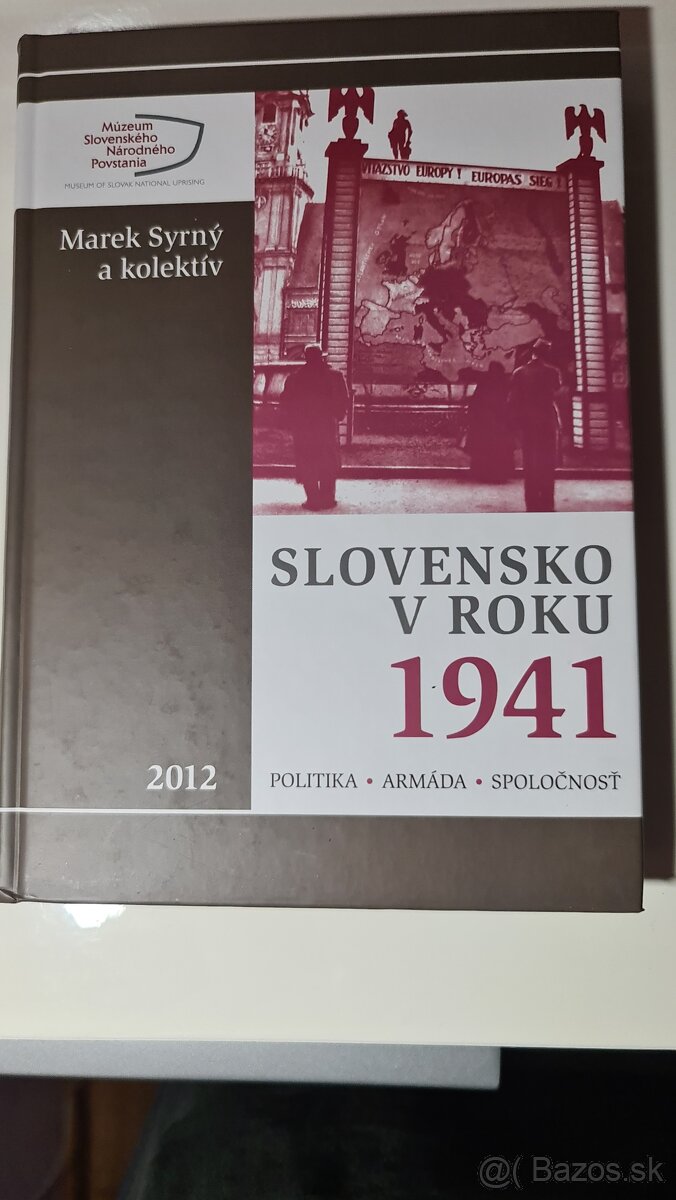 Múzeum
Slovenského
Národného
Povstania
MUSEUM OF SLOVAK NATIONAL UPRISING
Marek Syrný
a kolektív
VÍŤAZSTVO EUROPY! EUROPAS SIEG!
SLOVENSKO
V ROKU
1941
2012
POLITIKA • ARMÁDA • SPOLOČNOSŤ
@( Bazos.sk